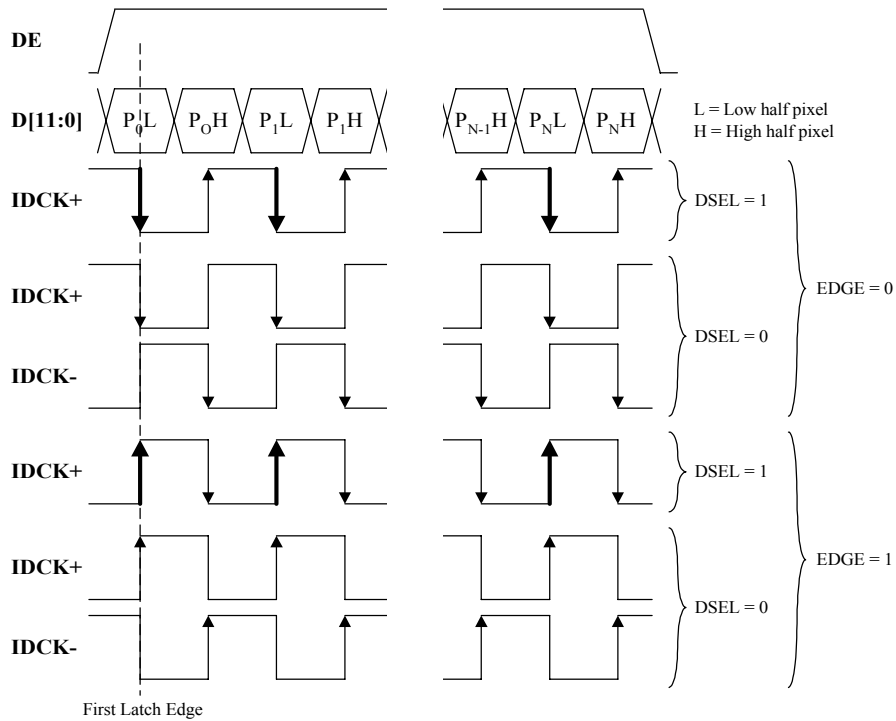 DE
D[11:0]
P0L
POH
P1L
P1H
PN-1H
PNL
PNH
L = Low half pixel
H = High half pixel
IDCK+
DSEL = 1
IDCK+
EDGE = 0
DSEL = 0
IDCK-
IDCK+
DSEL = 1
IDCK+
EDGE = 1
DSEL = 0
IDCK-
First Latch Edge